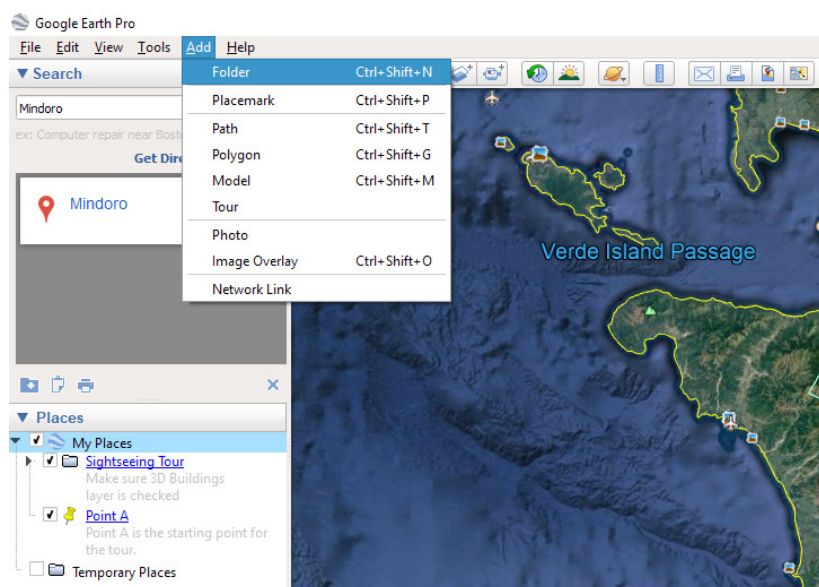 Google Earth Pro
File Edit View Tools Add Help
Search
Mindoro
ex: Computer repair near Bost
Get Dire
Mindoro
Folder Ctrl+Shift+N
Placemark Ctrl+Shift+P
Path Ctrl+Shift+T
Polygon Ctrl+Shift+G
Model Ctrl+Shift+M
Tour
Photo
Image Overlay Ctrl+Shift+O
Network Link
Verde Island Passage
Places
My Places
Sightseeing Tour
Make sure 3D Buildings
layer is checked
Point A
Point A is the starting point for
the tour.
Temporary Places